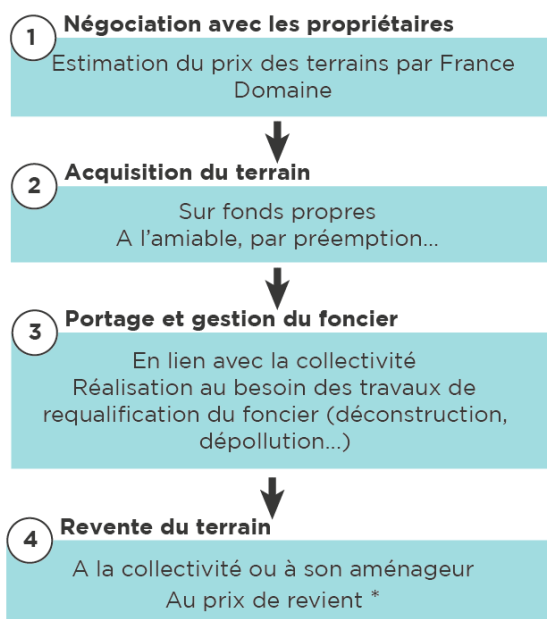 1
Négociation avec les propriétaires
Estimation du prix des terrains par France
Domaine
2
Acquisition du terrain
Sur fonds propres
A l'amiable, par préemption...
3
Portage et gestion du foncier
En lien avec la collectivité
Réalisation au besoin des travaux de
requalification du foncier (déconstruction,
dépollution...)
4
Revente du terrain
A la collectivité ou à son aménageur
Au prix de revient *